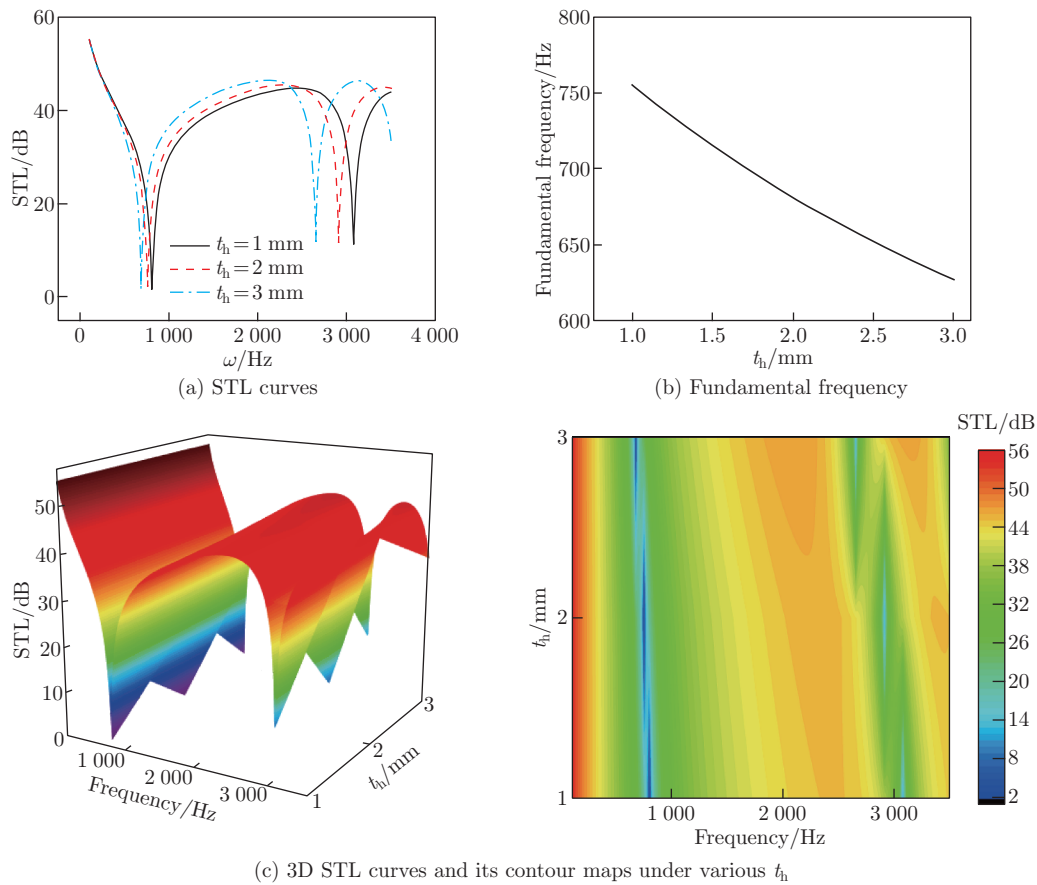 60
40
20
0
STL/dB
t_h = 1 mm
t_h = 2 mm
t_h = 3 mm
0
1 000
2 000
3 000
4 000
ω/Hz
(a) STL curves
800
750
700
650
600
Fundamental frequency/Hz
1.0
1.5
2.0
2.5
3.0
t_h/mm
(b) Fundamental frequency
50
40
30
20
10
0
STL/dB
1 000
2 000
3 000
Frequency/Hz
1
2
3
t_h/mm
3
2
1
t_h/mm
1 000
2 000
3 000
Frequency/Hz
STL/dB
56
50
44
38
32
26
20
14
8
2
(c) 3D STL curves and its contour maps under various t_h